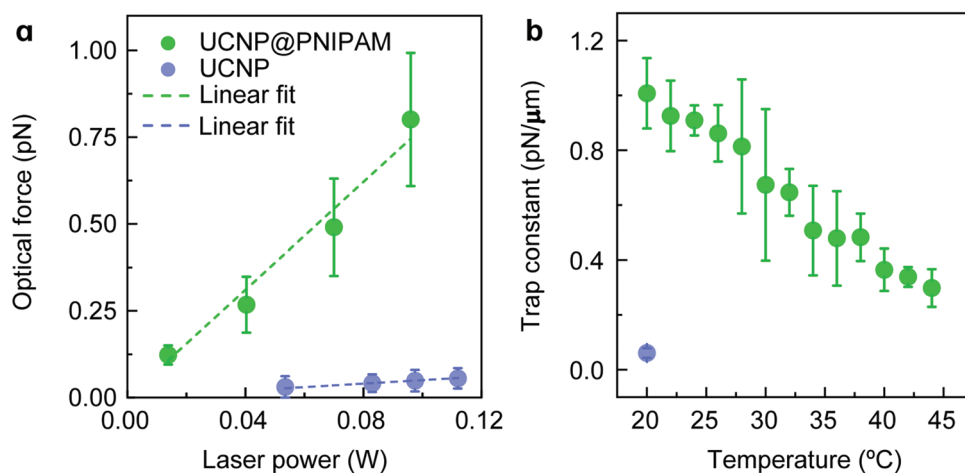 a
UCNP@PNIPAM
UCNP
Linear fit
Linear fit
1.00
0.75
0.50
0.25
0.00
Optical force (pN)
0.00
0.04
0.08
0.12
Laser power (W)
b
1.2
0.8
0.4
0.0
Trap constant (pN/μm)
20
25
30
35
40
45
Temperature (ºC)